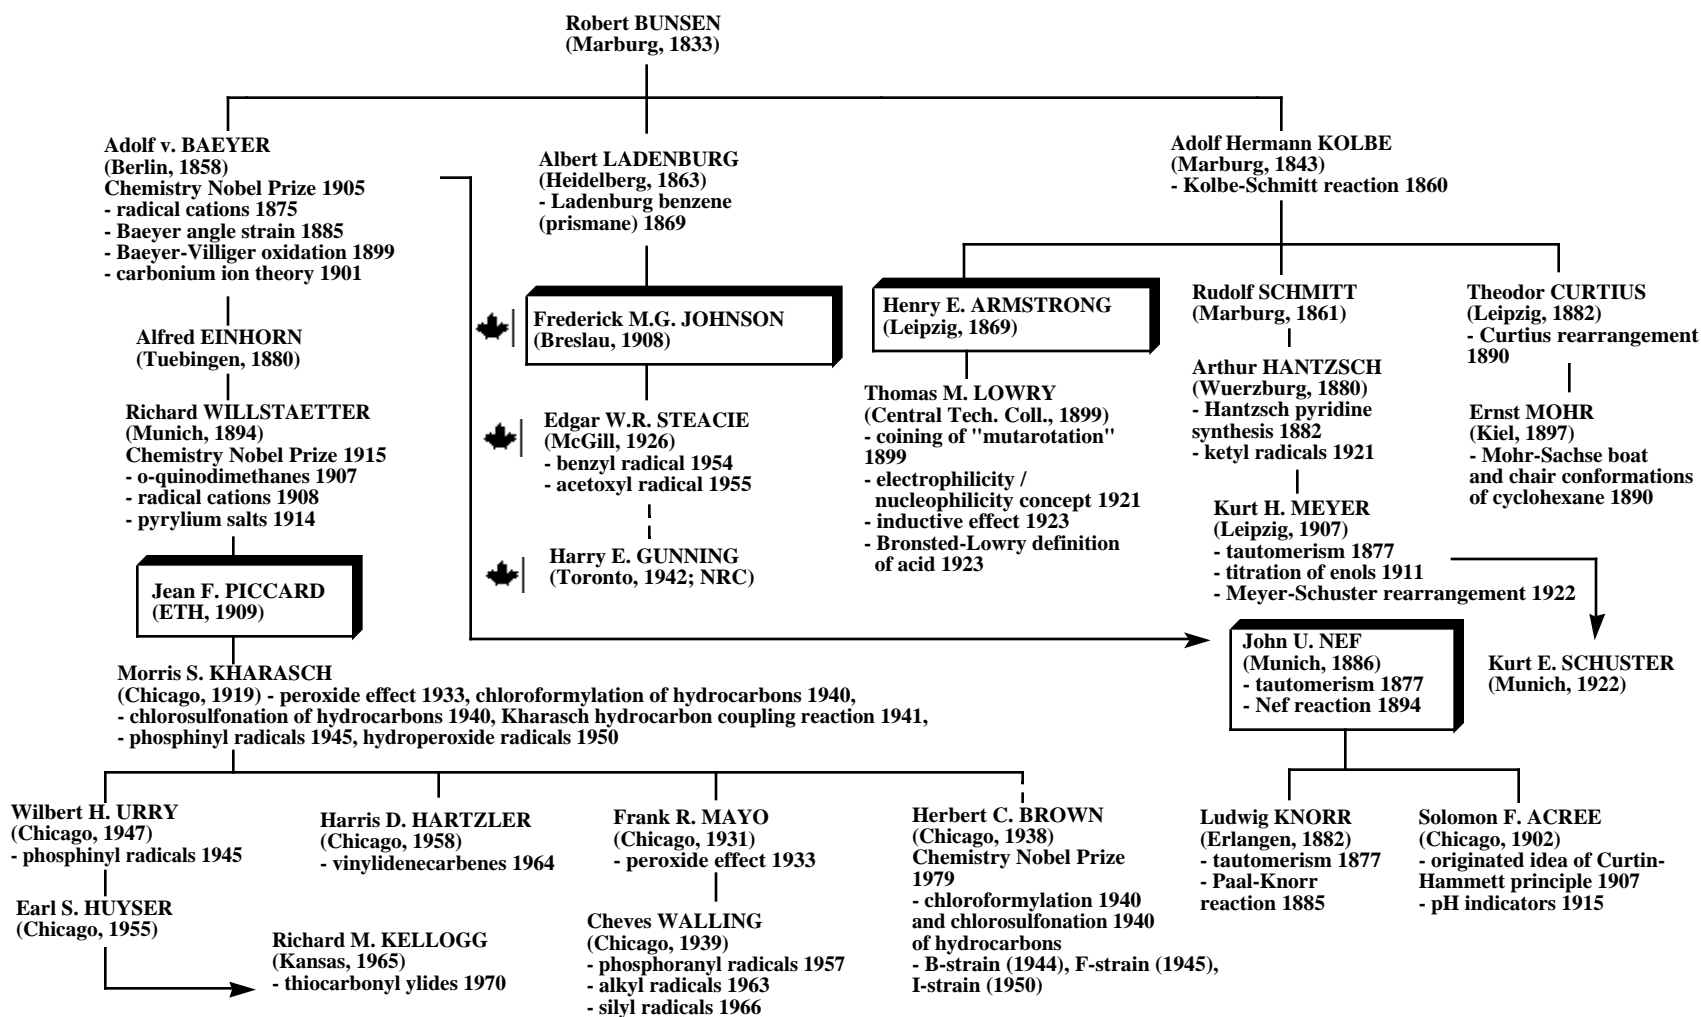 Robert BUNSEN
(Marburg, 1833)
Adolf v. BAEYER
(Berlin, 1858)
Chemistry Nobel Prize 1905
- radical cations 1875
- Baeyer angle strain 1885
- Baeyer-Villiger oxidation 1899
- carbonium ion theory 1901
Albert LADENBURG
(Heidelberg, 1863)
- Ladenburg benzene
(prismane) 1869
Adolf Hermann KOLBE
(Marburg, 1843)
- Kolbe-Schmitt reaction 1860
Alfred EINHORN
(Tuebingen, 1880)
Frederick M.G. JOHNSON
(Breslau, 1908)
Henry E. ARMSTRONG
(Leipzig, 1869)
Rudolf SCHMITT
(Marburg, 1861)
Theodor CURTIUS
(Leipzig, 1882)
- Curtius rearrangement
1890
Richard WILLSTAETTER
(Munich, 1894)
Chemistry Nobel Prize 1915
- o-quinodimethanes 1907
- radical cations 1908
- pyrylium salts 1914
Edgar W.R. STEACIE
(McGill, 1926)
- benzyl radical 1954
- acetoxyl radical 1955
Thomas M. LOWRY
(Central Tech. Coll., 1899)
- coining of "mutarotation"
1899
- electrophilicity /
nucleophilicity concept 1921
- inductive effect 1923
- Bronsted-Lowry definition
of acid 1923
Arthur HANTZSCH
(Wuerzburg, 1880)
- Hantzsch pyridine
synthesis 1882
- ketyl radicals 1921
Ernst MOHR
(Kiel, 1897)
- Mohr-Sachse boat
and chair conformations
of cyclohexane 1890
Harry E. GUNNING
(Toronto, 1942; NRC)
Kurt H. MEYER
(Leipzig, 1907)
- tautomerism 1877
- titration of enols 1911
- Meyer-Schuster rearrangement 1922
Jean F. PICCARD
(ETH, 1909)
John U. NEF
(Munich, 1886)
- tautomerism 1877
- Nef reaction 1894
Kurt E. SCHUSTER
(Munich, 1922)
Morris S. KHARASCH
(Chicago, 1919) - peroxide effect 1933, chloroformylation of hydrocarbons 1940,
- chlorosulfonation of hydrocarbons 1940, Kharasch hydrocarbon coupling reaction 1941,
- phosphinyl radicals 1945, hydroperoxide radicals 1950
Wilbert H. URRY
(Chicago, 1947)
- phosphinyl radicals 1945
Harris D. HARTZLER
(Chicago, 1958)
- vinylidenecarbenes 1964
Frank R. MAYO
(Chicago, 1931)
- peroxide effect 1933
Herbert C. BROWN
(Chicago, 1938)
Chemistry Nobel Prize
1979
- chloroformylation 1940
and chlorosulfonation 1940
of hydrocarbons
- B-strain (1944), F-strain (1945),
I-strain (1950)
Ludwig KNORR
(Erlangen, 1882)
- tautomerism 1877
- Paal-Knorr
reaction 1885
Solomon F. ACREE
(Chicago, 1902)
- originated idea of Curtin-
Hammett principle 1907
- pH indicators 1915
Earl S. HUYSER
(Chicago, 1955)
Richard M. KELLOGG
(Kansas, 1965)
- thiocarbonyl ylides 1970
Cheves WALLING
(Chicago, 1939)
- phosphoranyl radicals 1957
- alkyl radicals 1963
- silyl radicals 1966